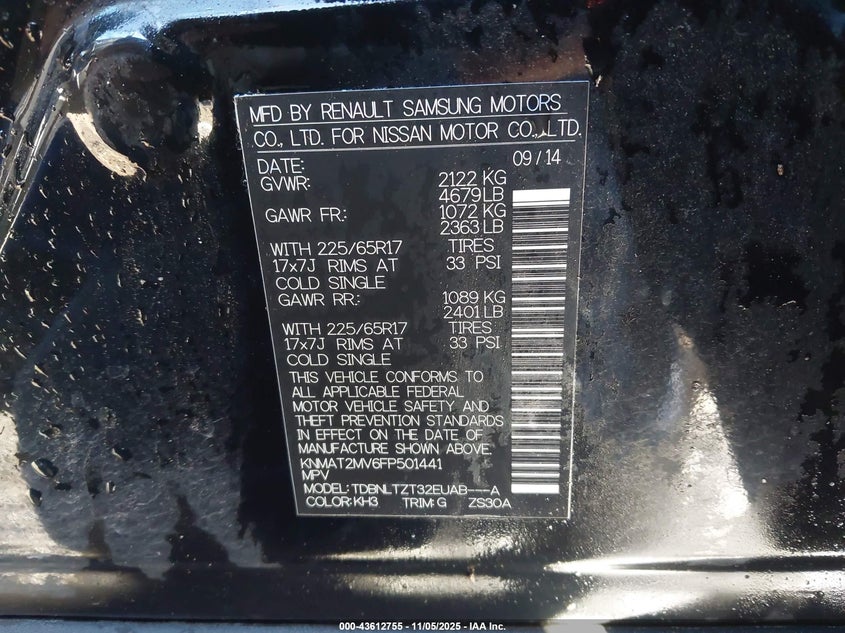 MFD BY RENAULT SAMSUNG MOTORS
CO., LTD. FOR NISSAN MOTOR CO., LTD.
DATE: 09/14
GVWR: 2122 KG
4679 LB
GAWR FR.: 1072 KG
2363 LB
WITH 225/65R17 TIRES
17x7J RIMS AT 33 PSI
COLD SINGLE
GAWR RR.: 1089 KG
2401 LB
WITH 225/65R17 TIRES
17x7J RIMS AT 33 PSI
COLD SINGLE
THIS VEHICLE CONFORMS TO
ALL APPLICABLE FEDERAL
MOTOR VEHICLE SAFETY AND
THEFT PREVENTION STANDARDS
IN EFFECT ON THE DATE OF
MANUFACTURE SHOWN ABOVE.
KNMAT2MV6FP501441
MPV
MODEL: TDBNLTZT32EUAB----A
COLOR: KH3 TRIM: G ZS30A
000-43612755 - 11/05/2025 - IAA Inc.